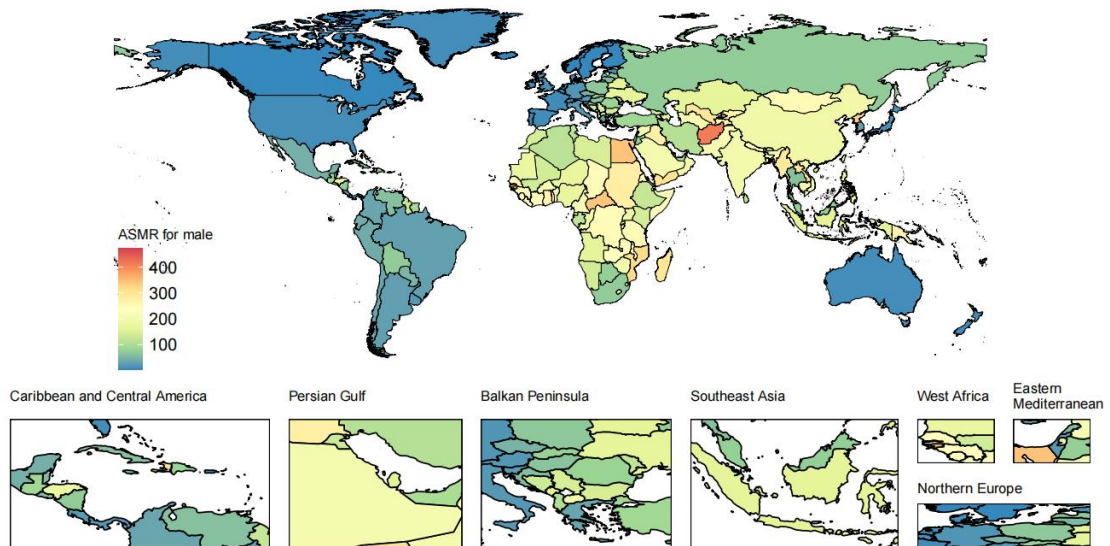 ASMR for male
400
300
200
100
Caribbean and Central America
Persian Gulf
Balkan Peninsula
Southeast Asia
West Africa
Eastern
Mediterranean
Northern Europe